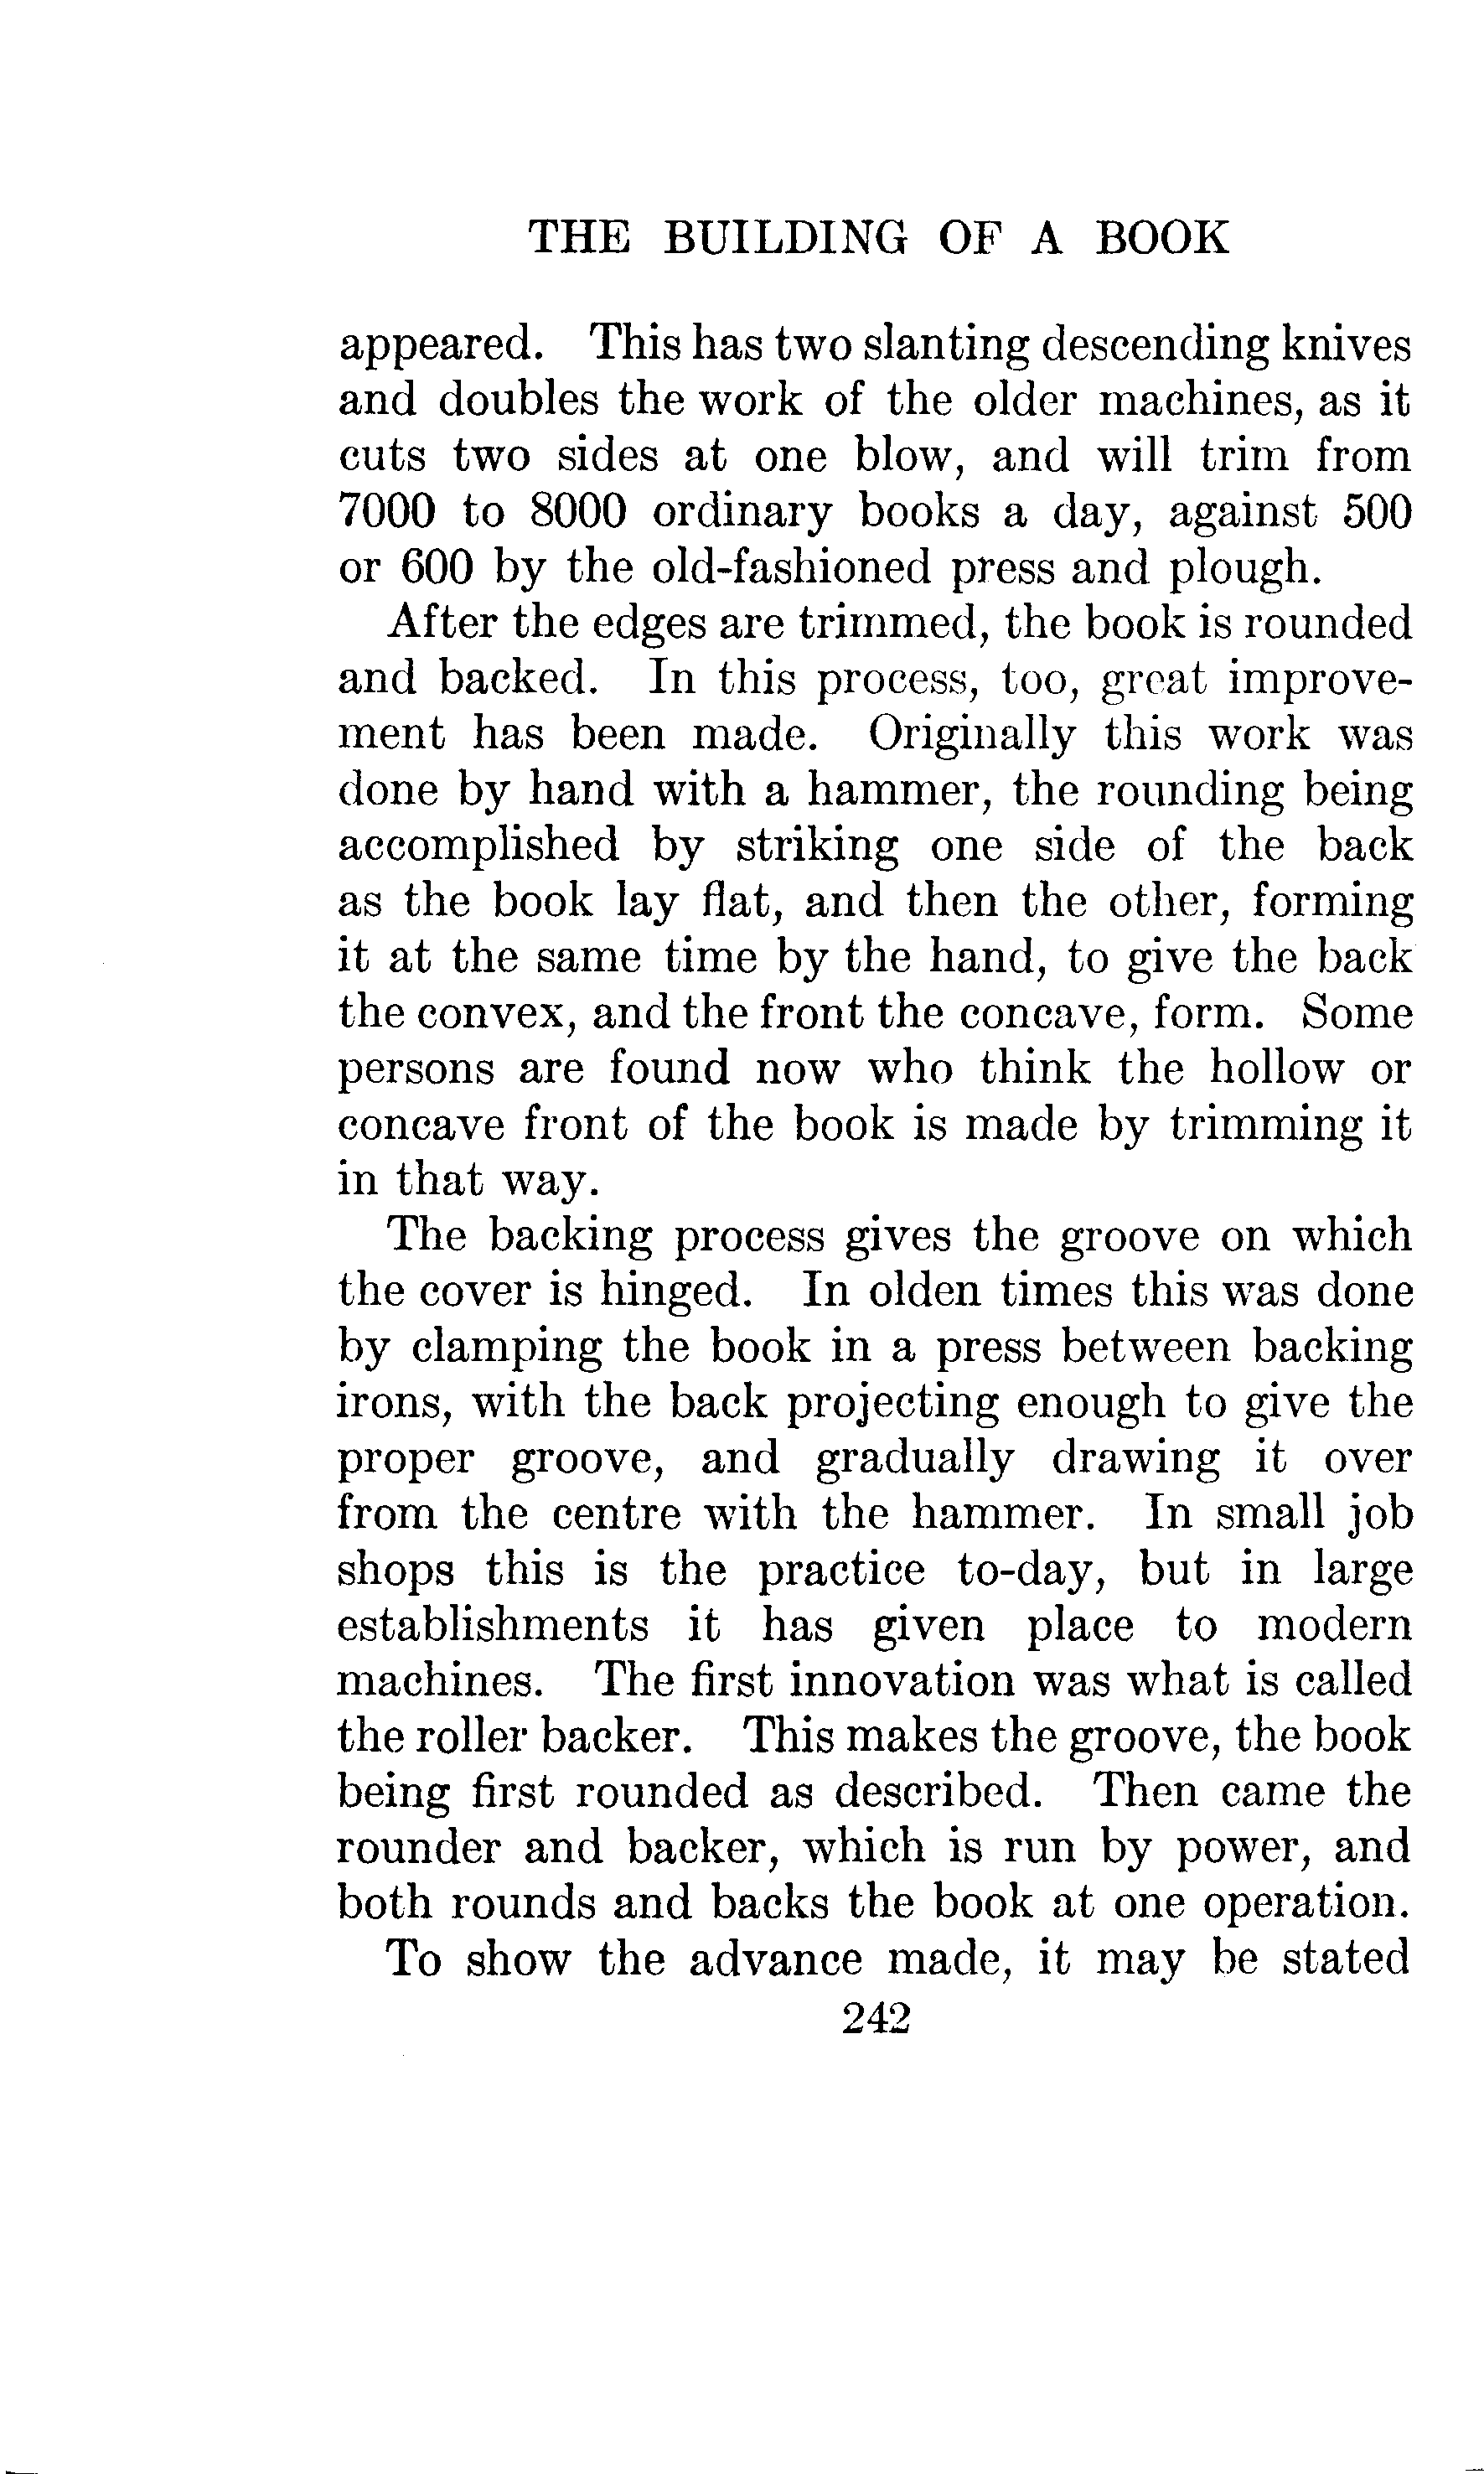 THE BUILDING OF A BOOK
appeared. This has two slanting descending knives
and doubles the work of the older machines, as it
cuts two sides at one blow, and will trim from
7000 to 8000 ordinary books a day, against 500
or 600 by the old-fashioned press and plough.
After the edges are trimmed, the book is rounded
and backed. In this process, too, great improve-
ment has been made. Originally this work was
done by hand with a hammer, the rounding being
accomplished by striking one side of the back
as the book lay flat, and then the other, forming
it at the same time by the hand, to give the back
the convex, and the front the concave, form. Some
persons are found now who think the hollow or
concave front of the book is made by trimming it
in that way.
The backing process gives the groove on which
the cover is hinged. In olden times this was done
by clamping the book in a press between backing
irons, with the back projecting enough to give the
proper groove, and gradually drawing it over
from the centre with the hammer. In small job
shops this is the practice to-day, but in large
establishments it has given place to modern
machines. The first innovation was what is called
the roller backer. This makes the groove, the book
being first rounded as described. Then came the
rounder and backer, which is run by power, and
both rounds and backs the book at one operation.
To show the advance made, it may be stated
242